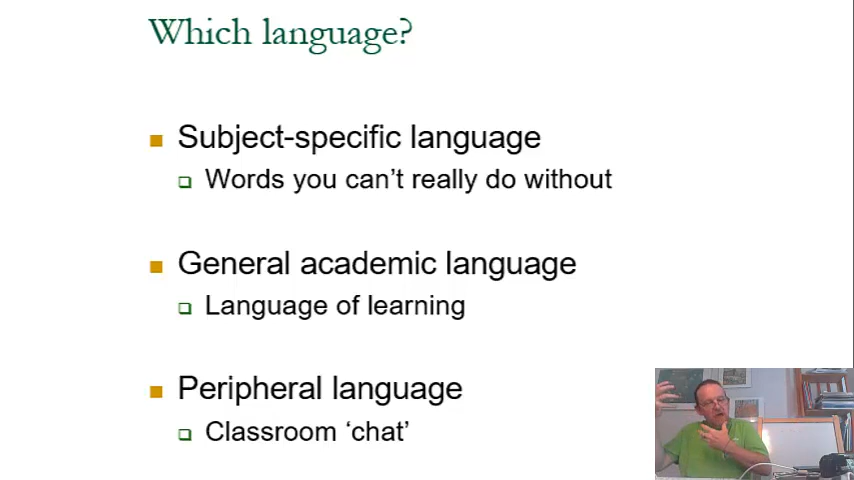 Which language?
Subject-specific language
Words you can't really do without
General academic language
Language of learning
Peripheral language
Classroom ‘chat’